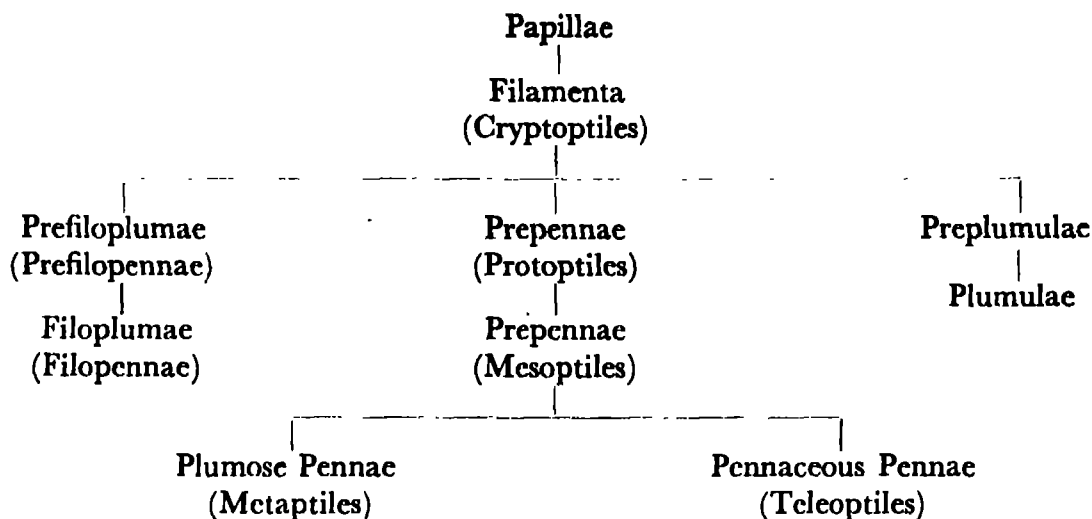 Papillae
Filamenta
(Cryptoptiles)
Prefiloplumae
(Prefilopennae)
Prepennae
(Protoptiles)
Preplumulae
Plumulae
Filoplumae
(Filopennae)
Prepennae
(Mesoptiles)
Plumose Pennae
(Metaptiles)
Pennaceous Pennae
(Teleoptiles)